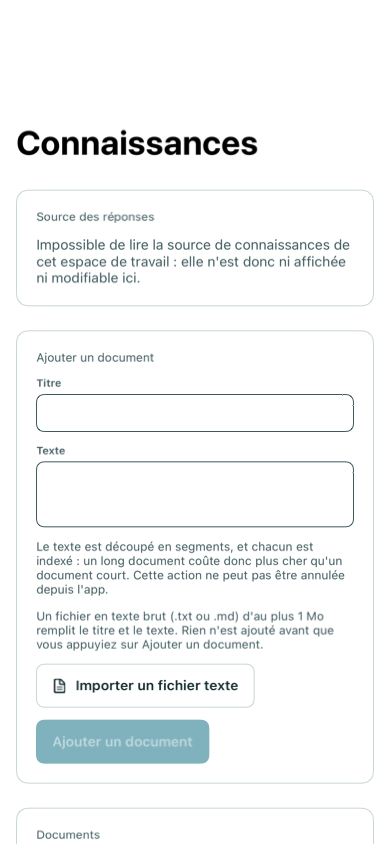 Connaissances
Source des réponses
Impossible de lire la source de connaissances de
cet espace de travail : elle n'est donc ni affichée
ni modifiable ici.
Ajouter un document
Titre
Texte
Le texte est découpé en segments, et chacun est
indexé : un long document coûte donc plus cher qu'un
document court. Cette action ne peut pas être annulée
depuis l'app.
Un fichier en texte brut (.txt ou .md) d'au plus 1 Mo
remplit le titre et le texte. Rien n'est ajouté avant que
vous appuyiez sur Ajouter un document.
Importer un fichier texte
Ajouter un document
Documents